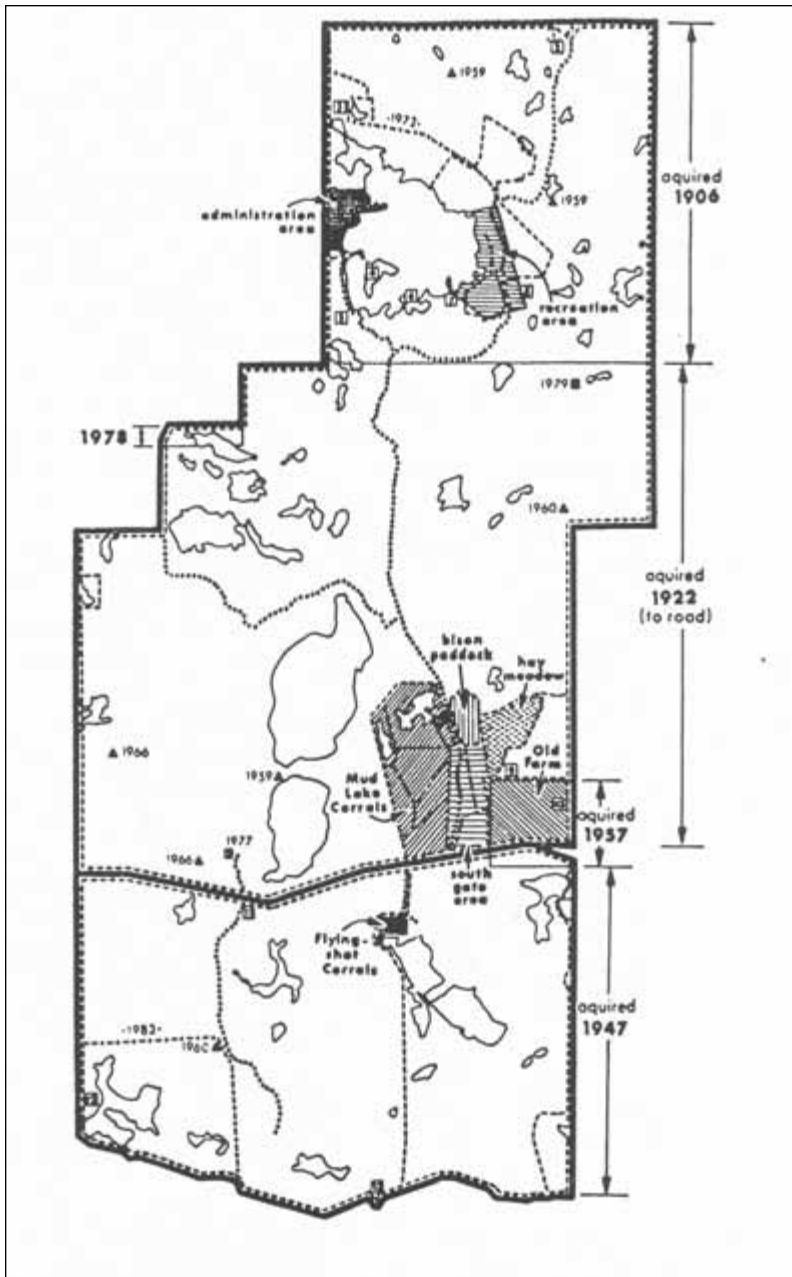 ▲ 1959
-1972-
aquired
1906
administration
area
1959
recreation
area
1979
1978
1960 ▲
aquired
1922
(to road)
bison
paddock
hay
meadow
▲ 1966
1959 ▲
Mud
Lake
Corrals
Old
Farm
aquired
1957
1977
1966 ▲
south
gate
area
Flying-
shot
Corrals
aquired
1947
-1983-